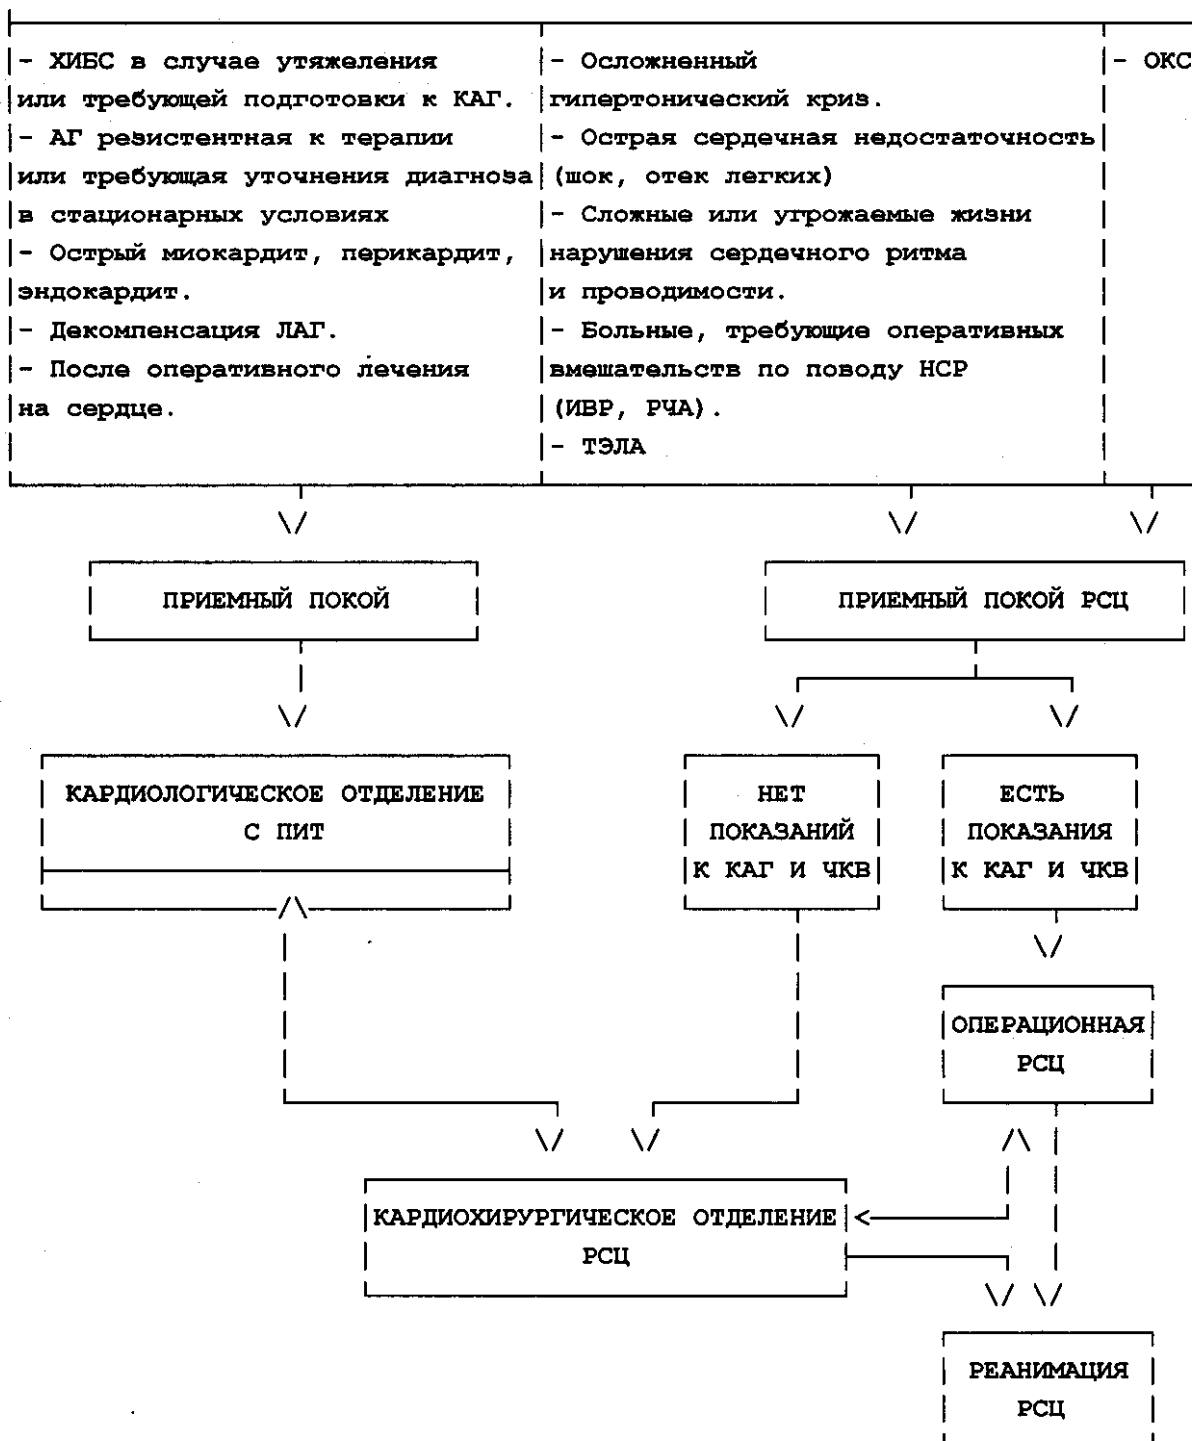 - ХИБС в случае утяжеления
или требующей подготовки к КАГ.
- АГ резистентная к терапии
или требующая уточнения диагноза
в стационарных условиях
- Острый миокардит, перикардит,
эндокардит.
- Декомпенсация ЛАГ.
- После оперативного лечения
на сердце.
- Осложненный
гипертонический криз.
- Острая сердечная недостаточность
(шок, отек легких)
- Сложные или угрожаемые жизни
нарушения сердечного ритма
и проводимости.
- Больные, требующие оперативных
вмешательств по поводу НСР
(ИВР, РЧА).
- ТЭЛА
- ОКС
ПРИЕМНЫЙ ПОКОЙ
ПРИЕМНЫЙ ПОКОЙ РСЦ
КАРДИОЛОГИЧЕСКОЕ ОТДЕЛЕНИЕ
С ПИТ
НЕТ
ПОКАЗАНИЙ
К КАГ И ЧКВ
ЕСТЬ
ПОКАЗАНИЯ
К КАГ И ЧКВ
ОПЕРАЦИОННАЯ
РСЦ
КАРДИОХИРУРГИЧЕСКОЕ ОТДЕЛЕНИЕ
РСЦ
РЕАНИМАЦИЯ
РСЦ